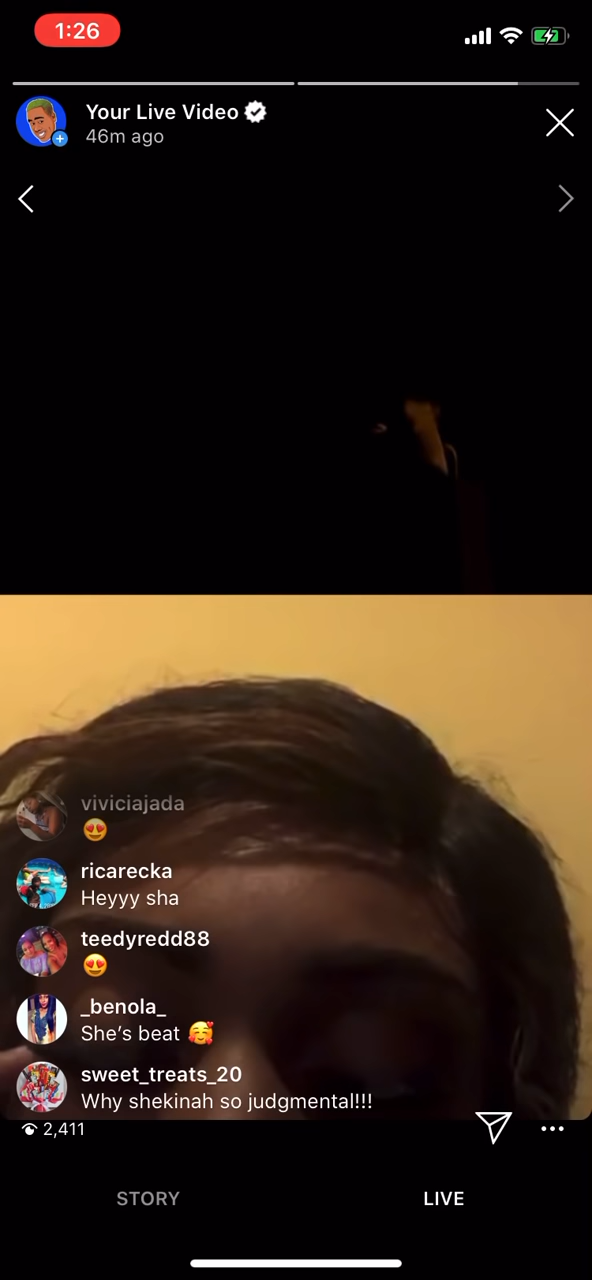 1:26
Your Live Video
46m ago
viviciajada
😍
ricarecka
Heyyy sha
teedyredd88
😍
_benola_
She's beat 🥰
sweet_treats_20
Why shekinah so judgmental!!!
2,411
STORY
LIVE